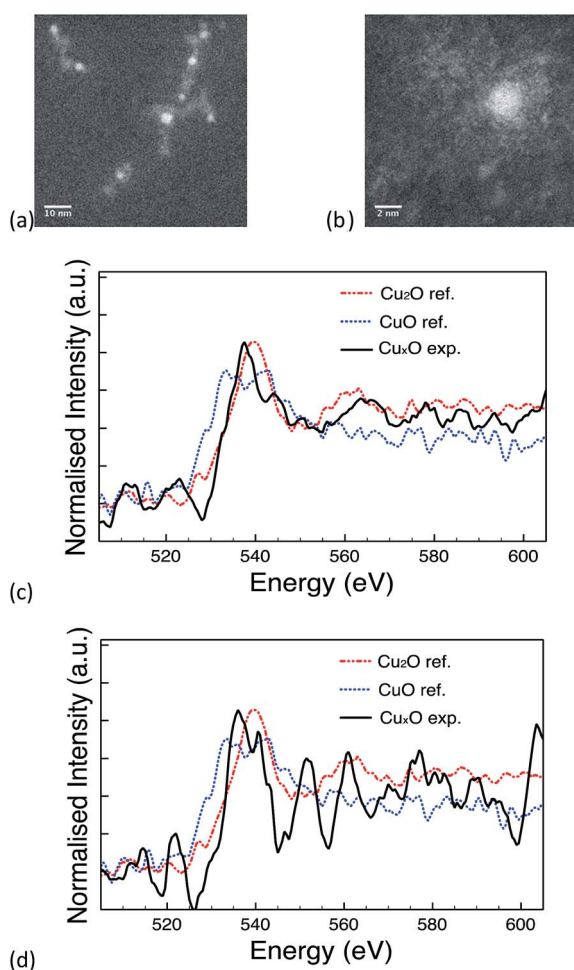 10 nm
2 nm
(a)
(b)
Normalised Intensity (a.u.)
Cu₂O ref.
CuO ref.
CuₓO exp.
520 540 560 580 600
Energy (eV)
(c)
Normalised Intensity (a.u.)
Cu₂O ref.
CuO ref.
CuₓO exp.
520 540 560 580 600
Energy (eV)
(d)